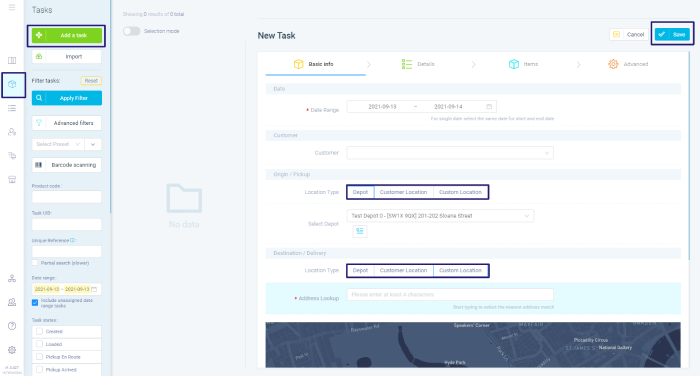 Tasks
Add a task
Import
Filter tasks:
Reset
Apply Filter
Advanced filters
Select Preset
Barcode scanning
Product code:
Task UID:
Unique Reference
Partial search (slower)
Date range:
2021-09-13 ~ 2021-09-13
Include unassigned date range tasks
Task states:
Created
Loaded
Pickup En Route
Pickup Arrived
Showing 0 results of 0 total
Selection mode
No data
New Task
Cancel
Save
Basic info
Details
Items
Advanced
Date
* Date Range
2021-09-13 ~ 2021-09-14
For single date select the same date for start and end date
Customer
Customer
Origin / Pickup
Location Type
Depot
Customer Location
Custom Location
Select Depot
Test Depot 0 - [SW1X 9QX] 201-202 Sloane Street
Destination / Delivery
Location Type
Depot
Customer Location
Custom Location
* Address Lookup
Please enter at least 4 characters
Start typing to select the nearest address match
Bayswater Rd
Speakers' Corner
MAYFAIR
Piccadilly Circus
ST JAMES'S
National Gallery
Hyde Park